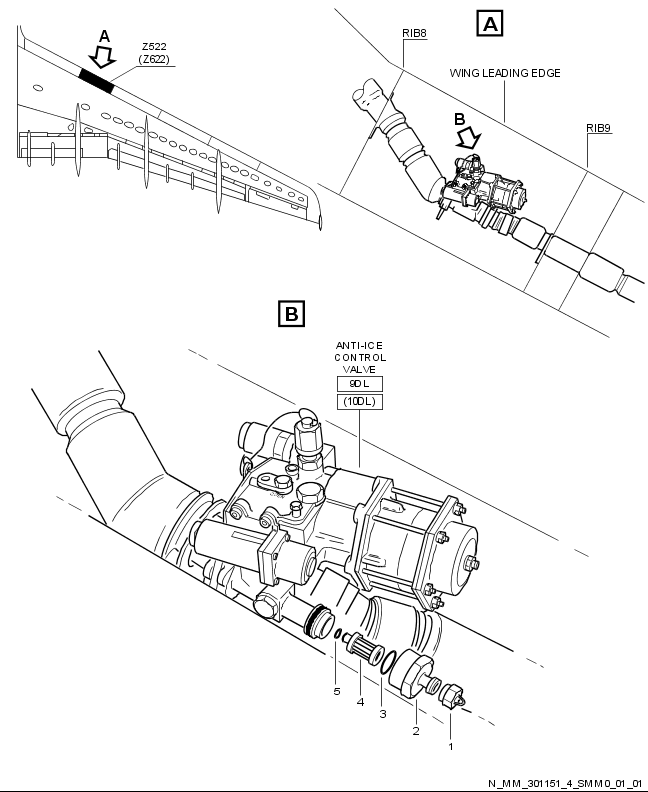 A
Z522
(Z622)
A
RIB8
WING LEADING EDGE
B
RIB9
B
ANTI-ICE
CONTROL
VALVE
9DL
(10DL)
5
4
3
2
1
N_MM_301151_4_SMM0_01_01